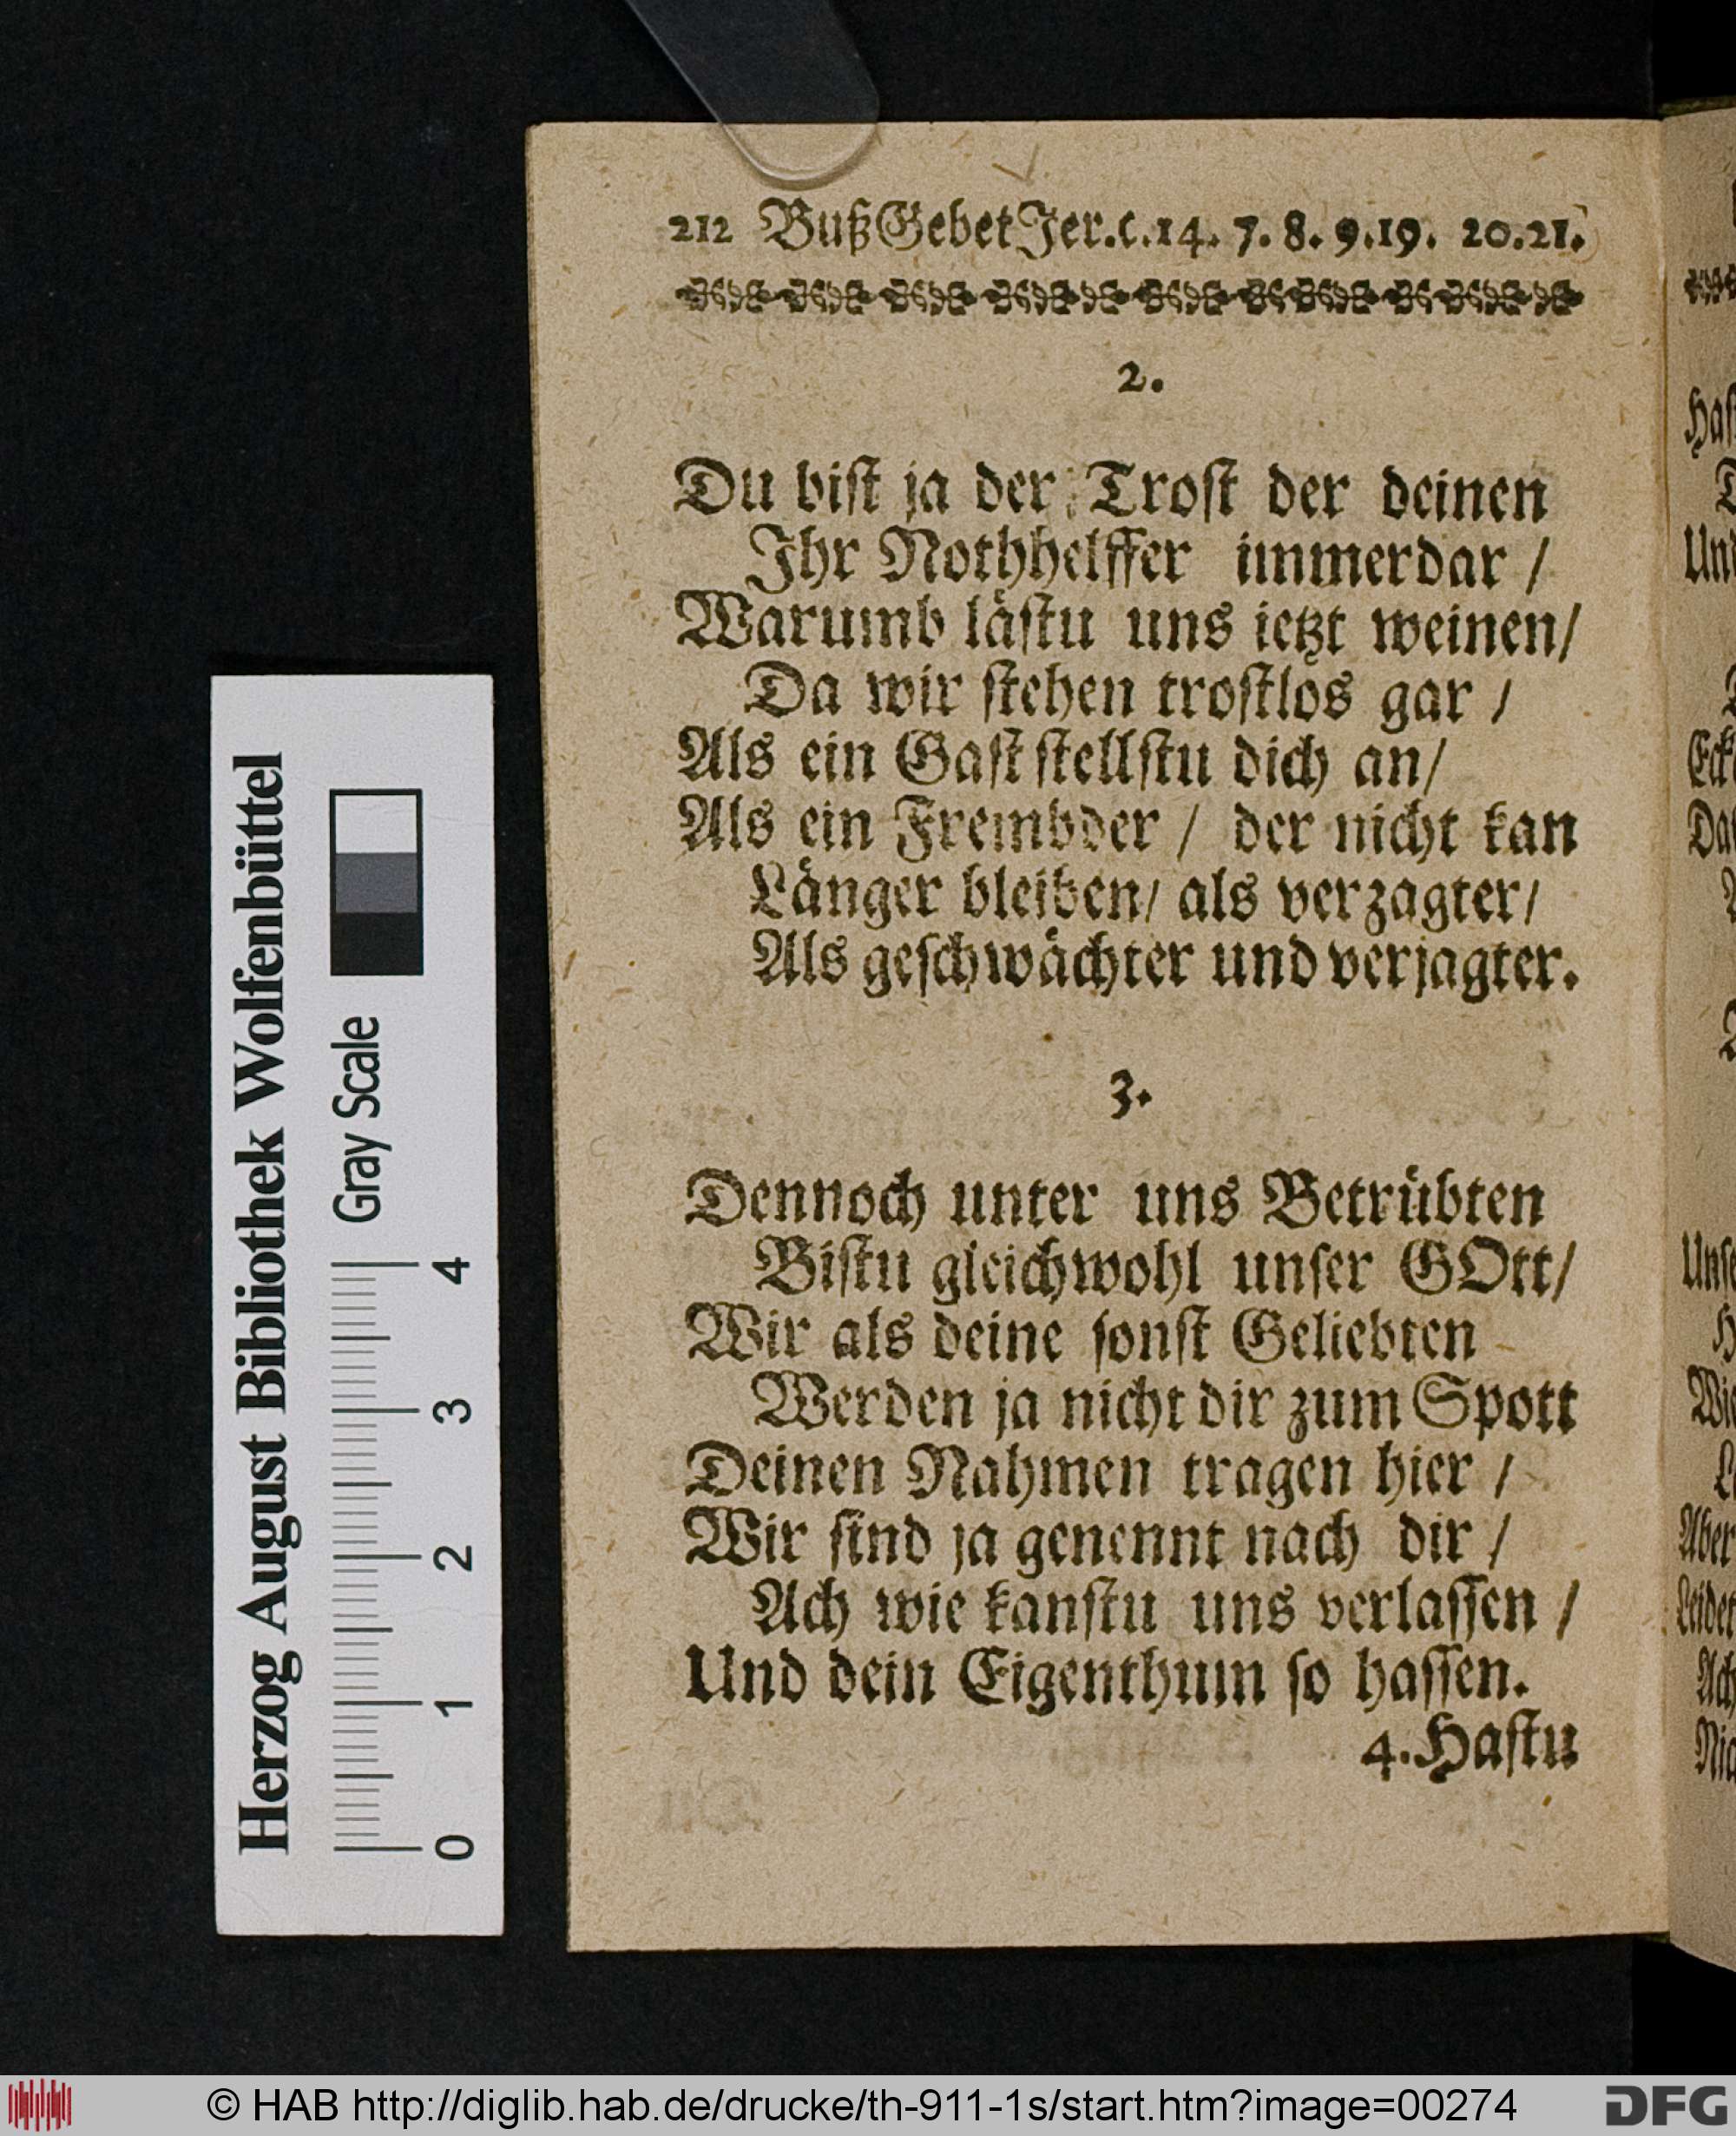 212 Buß Gebet Jer.c.14. 7. 8. 9.19. 20.21.
2.
Du biſt ja der Troſt der deinen
Ihr Nothhelffer immerdar /
Warumb läſtu uns ietzt weinen/
Da wir ſtehen troſtlos gar /
Als ein Gaſt ſtellſtu dich an/
Als ein Frembder / der nicht kan
Länger bleiben/ als verzagter/
Als geſchwächter und verjagter.
3.
Dennoch unter uns Betrübten
Biſtu gleichwohl unſer GOtt/
Wir als deine ſonſt Geliebten
Werden ja nicht dir zum Spott
Deinen Nahmen tragen hier /
Wir ſind ja genennt nach dir /
Ach wie kanſtu uns verlaſſen /
Und dein Eigenthum ſo haſſen.
4. Haſtu
Herzog August Bibliothek Wolfenbüttel
Gray Scale
0 1 2 3 4
© HAB http://diglib.hab.de/drucke/th-911-1s/start.htm?image=00274
DFG